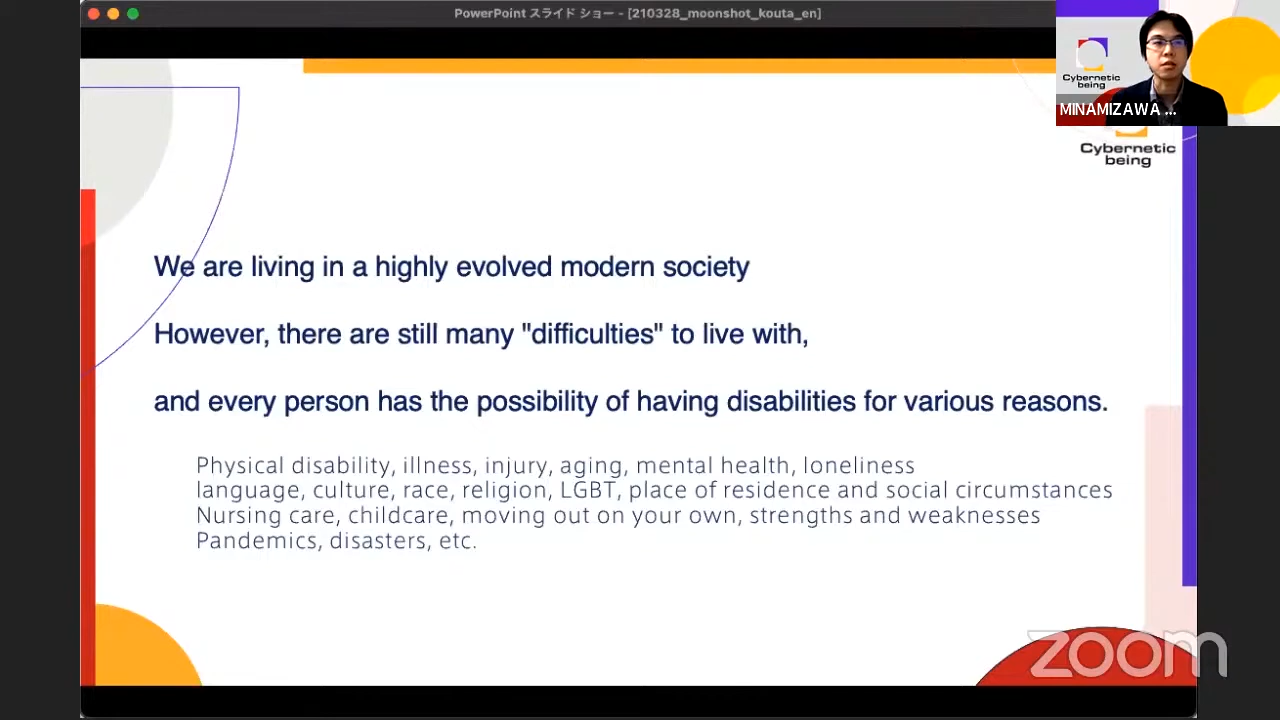 PowerPoint スライド ショー - [210328_moonshot_kouta_en]
Cybernetic
being
MINAMIZAWA ...
Cybernetic
being
We are living in a highly evolved modern society
However, there are still many "difficulties" to live with,
and every person has the possibility of having disabilities for various reasons.
Physical disability, illness, injury, aging, mental health, loneliness
language, culture, race, religion, LGBT, place of residence and social circumstances
Nursing care, childcare, moving out on your own, strengths and weaknesses
Pandemics, disasters, etc.
zoom